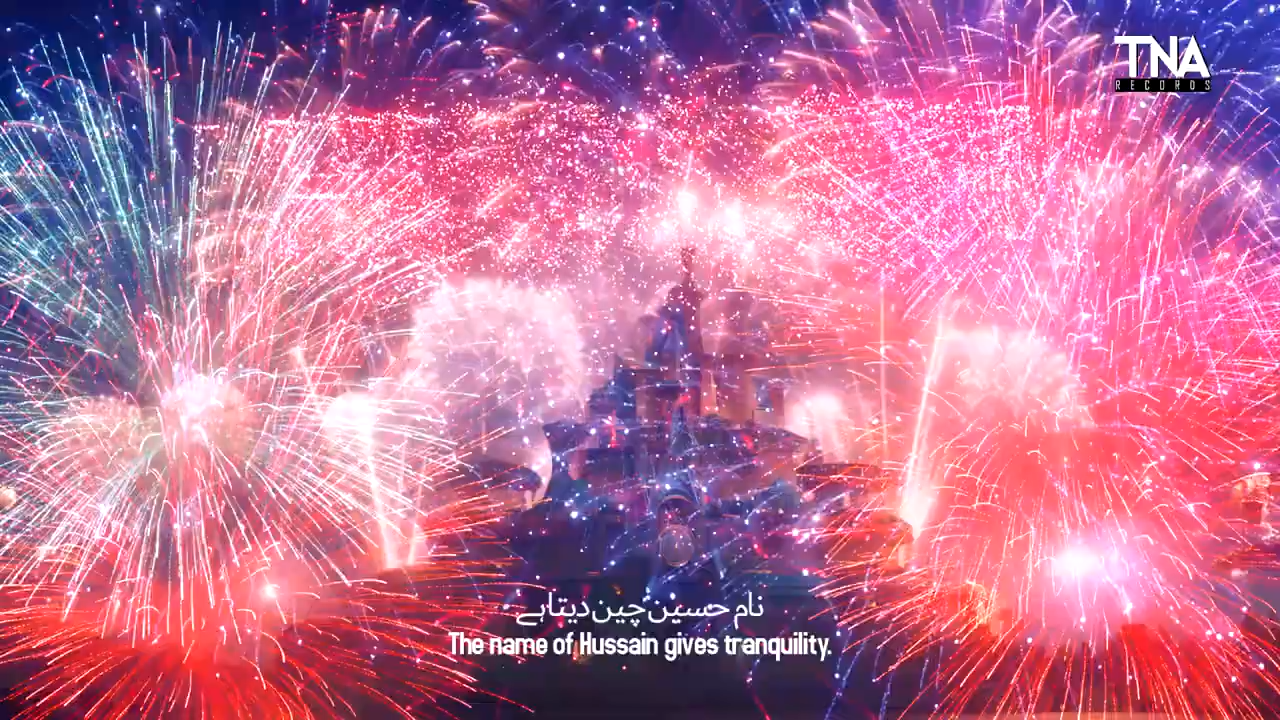 TNA
RECORDS
نام حسین چین دیتا ہے
The name of Hussain gives tranquility.